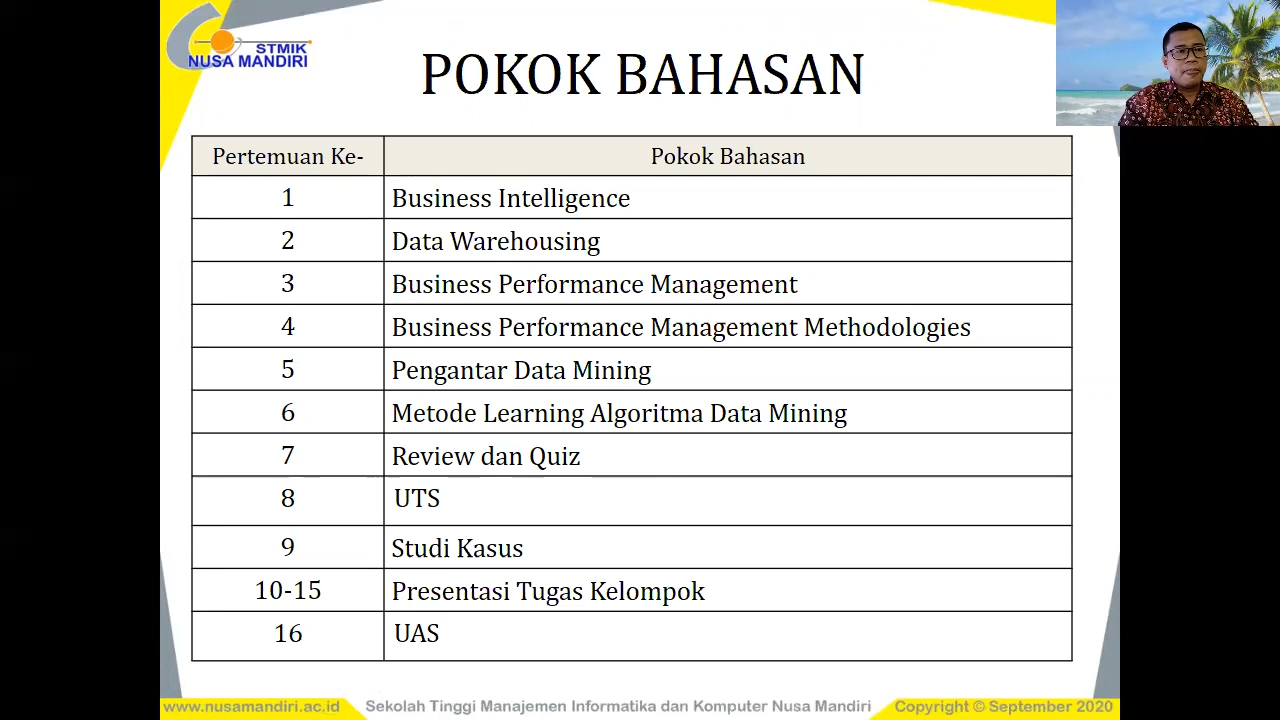 STMIK
NUSA MANDIRI
POKOK BAHASAN
Pertemuan Ke- Pokok Bahasan
1 Business Intelligence
2 Data Warehousing
3 Business Performance Management
4 Business Performance Management Methodologies
5 Pengantar Data Mining
6 Metode Learning Algoritma Data Mining
7 Review dan Quiz
8 UTS
9 Studi Kasus
10-15 Presentasi Tugas Kelompok
16 UAS
www.nusamandiri.ac.id Sekolah Tinggi Manajemen Informatika dan Komputer Nusa Mandiri Copyright © September 2020